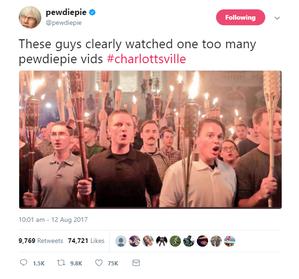 pewdiepie
@pewdiepie
Following
These guys clearly watched one too many
pewdiepie vids #charlottsville
10:01 am - 12 Aug 2017
9,769 Retweets 74,721 Likes
1.5K 9.8K 75K